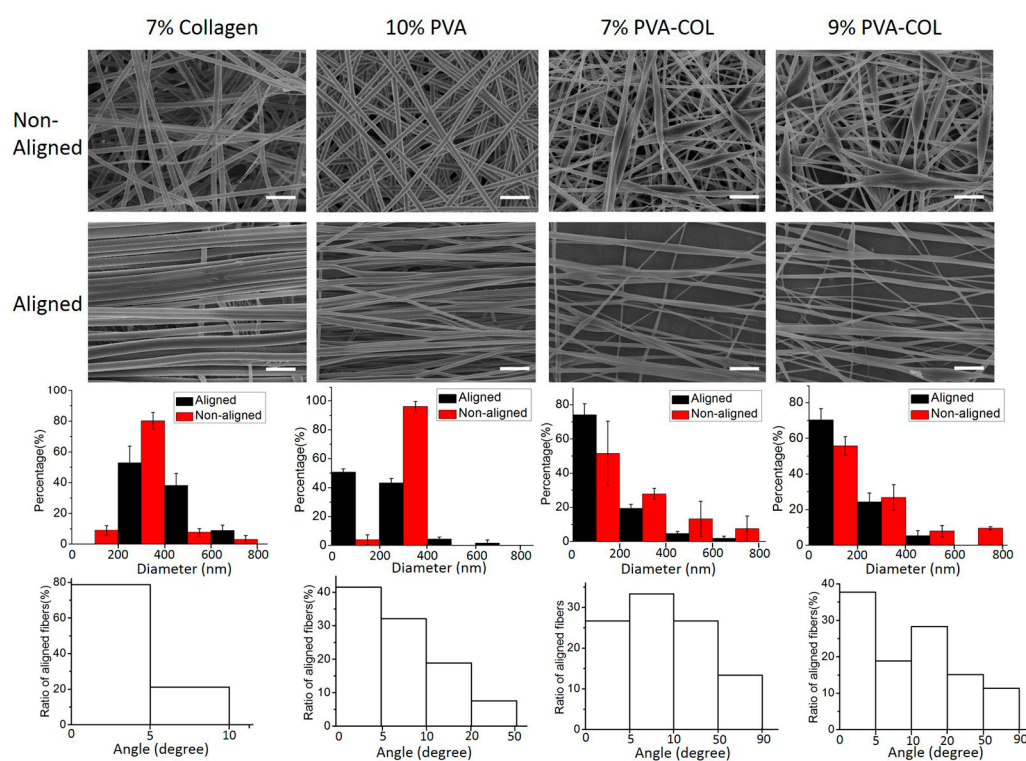 7% Collagen
10% PVA
7% PVA-COL
9% PVA-COL
Non-
Aligned
Aligned
100
80
60
40
20
0
Percentage(%)
Aligned
Non-aligned
0 200 400 600 800
Diameter (nm)
100
80
60
40
20
0
Percentage(%)
Aligned
Non-aligned
0 200 400 600 800
Diameter (nm)
80
60
40
20
0
Percentage(%)
Aligned
Non-aligned
0 200 400 600 800
Diameter (nm)
80
60
40
20
0
Percentage(%)
Aligned
Non-aligned
0 200 400 600 800
Diameter (nm)
80
60
40
20
0
Ratio of aligned fibers(%)
0 5 10
Angie (degree)
40
30
20
10
0
Ratio of aligned fibers(%)
0 5 10 20 50
Angie (degree)
30
20
10
0
Ratio of aligned fibers
0 5 10 50 90
Angie (degree)
40
30
20
10
0
Ratio of aligned fibers(%)
0 5 10 20 50 90
Angie (degree)